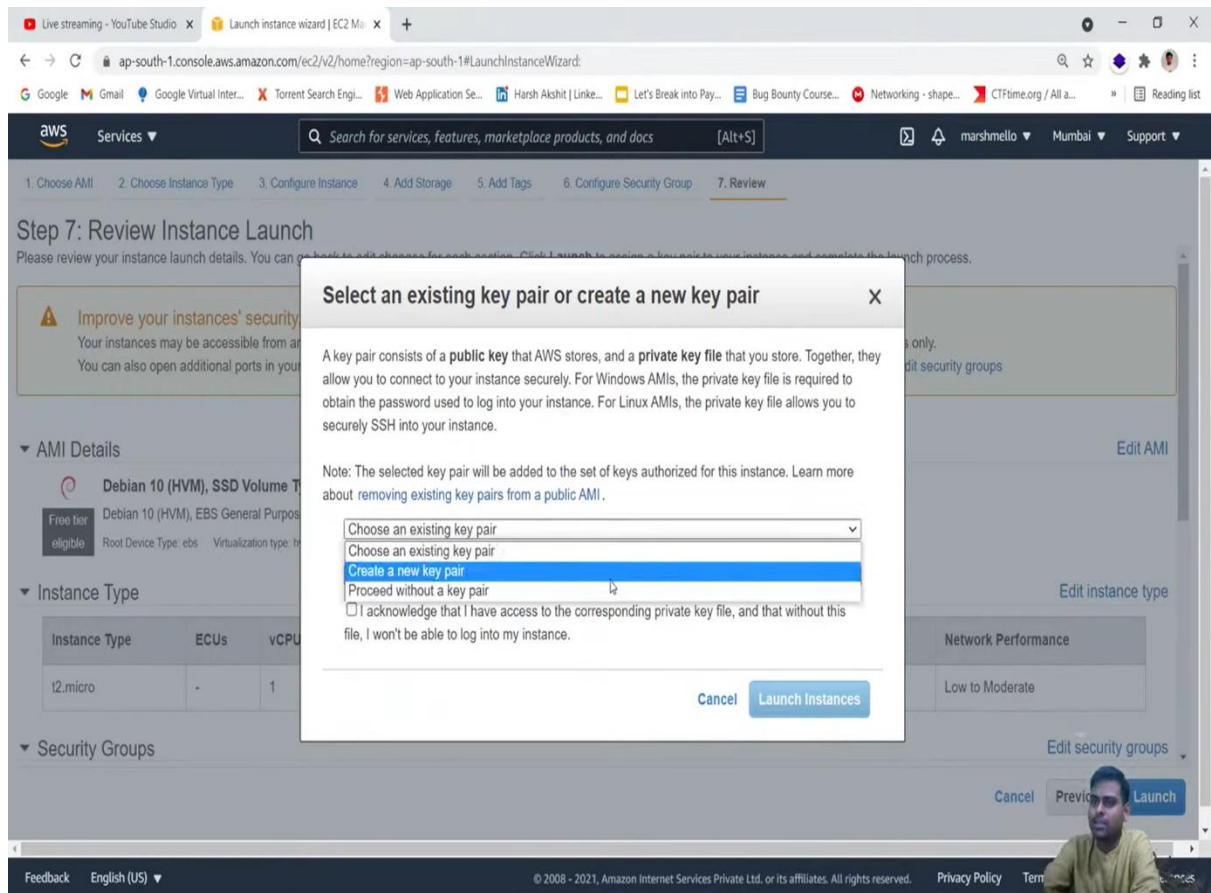 Live streaming - YouTube Studio
Launch instance wizard | EC2 Ma
ap-south-1.console.aws.amazon.com/ec2/v2/home?region=ap-south-1#LaunchInstanceWizard:
Google Gmail Google Virtual Inter... Torrent Search Engi... Web Application Se... Harsh Akshit | Linke... Let's Break into Pay... Bug Bounty Course... Networking - shape... CTFtime.org / All a... » Reading list
aws Services Search for services, features, marketplace products, and docs [Alt+S] marshmello Mumbai Support
1. Choose AMI 2. Choose Instance Type 3. Configure Instance 4. Add Storage 5. Add Tags 6. Configure Security Group 7. Review
Step 7: Review Instance Launch
Please review your instance launch details. You can go back to edit changes for each section. Click Launch to assign a key pair to your instance and complete the launch process.
Improve your instances' security.
Your instances may be accessible from an
s only.
You can also open additional ports in your
dit security groups
Select an existing key pair or create a new key pair
A key pair consists of a public key that AWS stores, and a private key file that you store. Together, they
allow you to connect to your instance securely. For Windows AMIs, the private key file is required to
obtain the password used to log into your instance. For Linux AMIs, the private key file allows you to
securely SSH into your instance.
Note: The selected key pair will be added to the set of keys authorized for this instance. Learn more
about removing existing key pairs from a public AMI.
Choose an existing key pair
Choose an existing key pair
Create a new key pair
Proceed without a key pair
I acknowledge that I have access to the corresponding private key file, and that without this
file, I won't be able to log into my instance.
Cancel Launch Instances
AMI Details
Edit AMI
Debian 10 (HVM), SSD Volume T
Free tier
eligible
Debian 10 (HVM), EBS General Purpos
Root Device Type: ebs Virtualization type:
Instance Type
Edit instance type
Instance Type ECUs vCPU Network Performance
t2.micro - 1 Low to Moderate
Security Groups
Edit security groups
Cancel Previo Launch
Feedback English (US) © 2008 - 2021, Amazon Internet Services Private Ltd. or its affiliates. All rights reserved. Privacy Policy